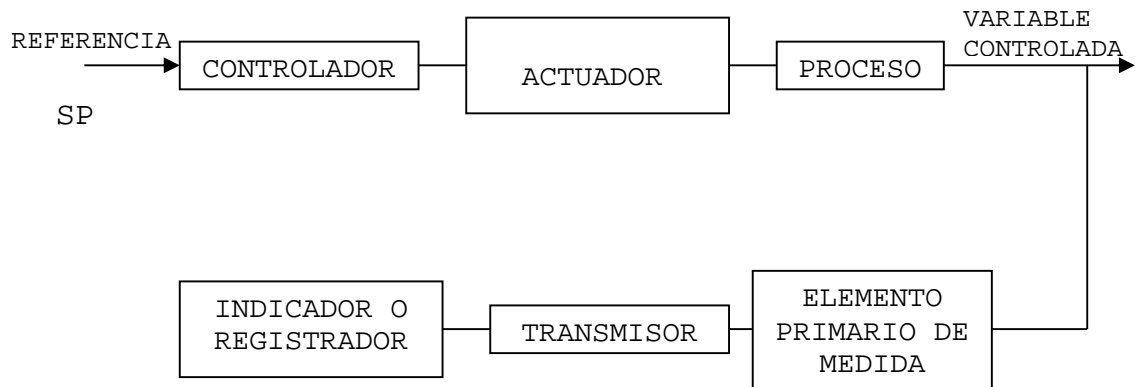 REFERENCIA
SP
CONTROLADOR
ACTUADOR
PROCESO
VARIABLE
CONTROLADA
INDICADOR O
REGISTRADOR
TRANSMISOR
ELEMENTO
PRIMARIO DE
MEDIDA